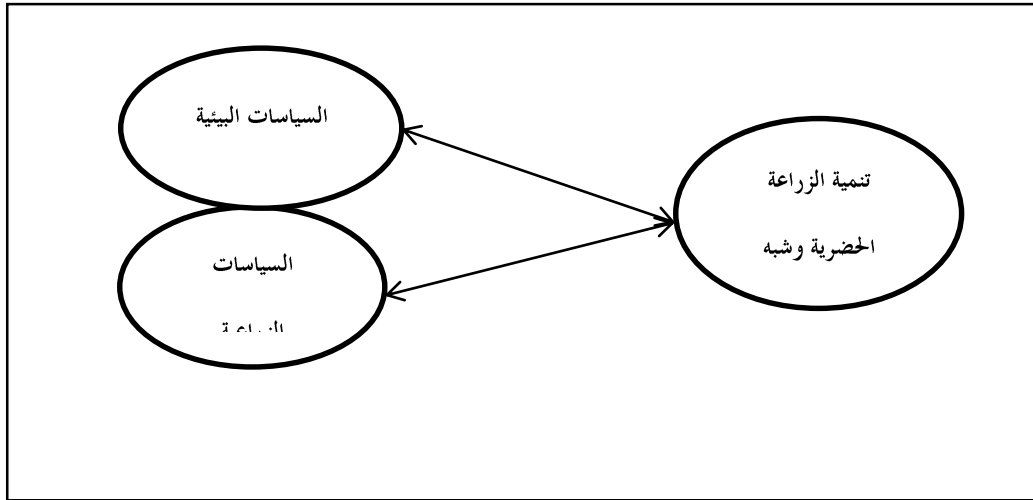 السياسات البيئية
تنمية الزراعة
الحضرية وشبه
السياسات